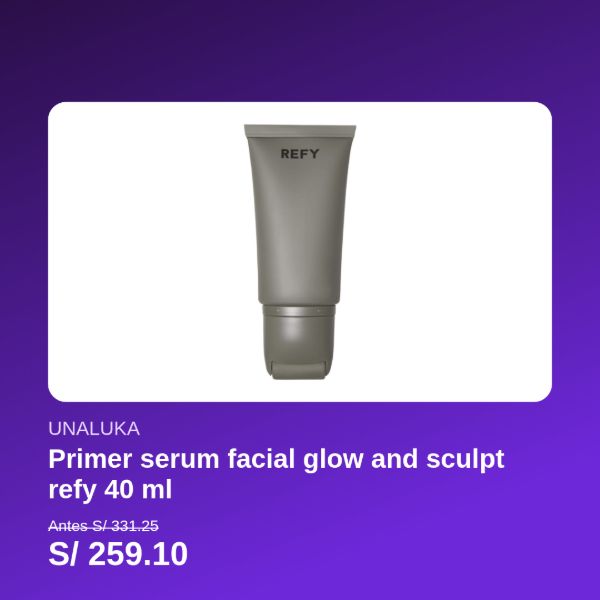 REFY
UNALUKA
Primer serum facial glow and sculpt
refy 40 ml
Antes S/ 331.25
S/ 259.10